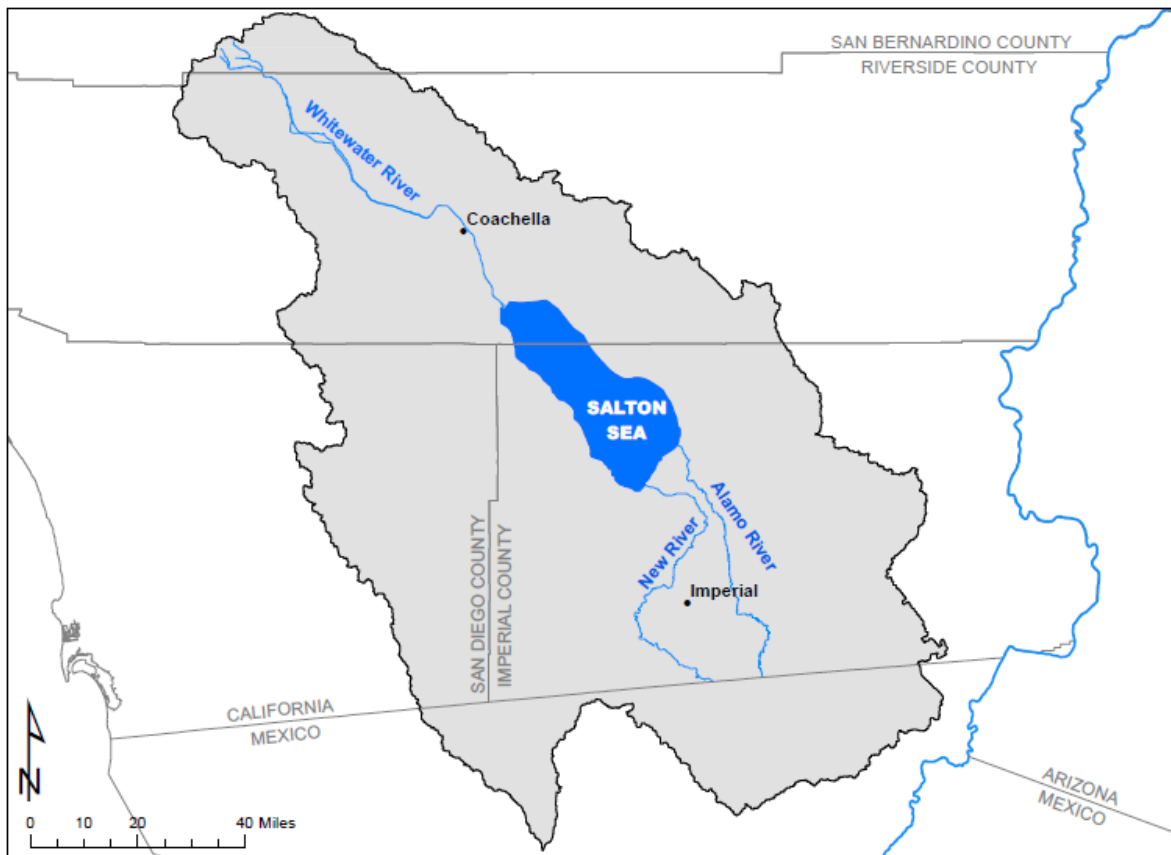 SAN BERNARDINO COUNTY
RIVERSIDE COUNTY
Whitewater River
Coachella
SALTON
SEA
Alamo River
New River
Imperial
SAN DIEGO COUNTY
IMPERIAL COUNTY
CALIFORNIA
MEXICO
ARIZONA
MEXICO
N
0 10 20 40 Miles